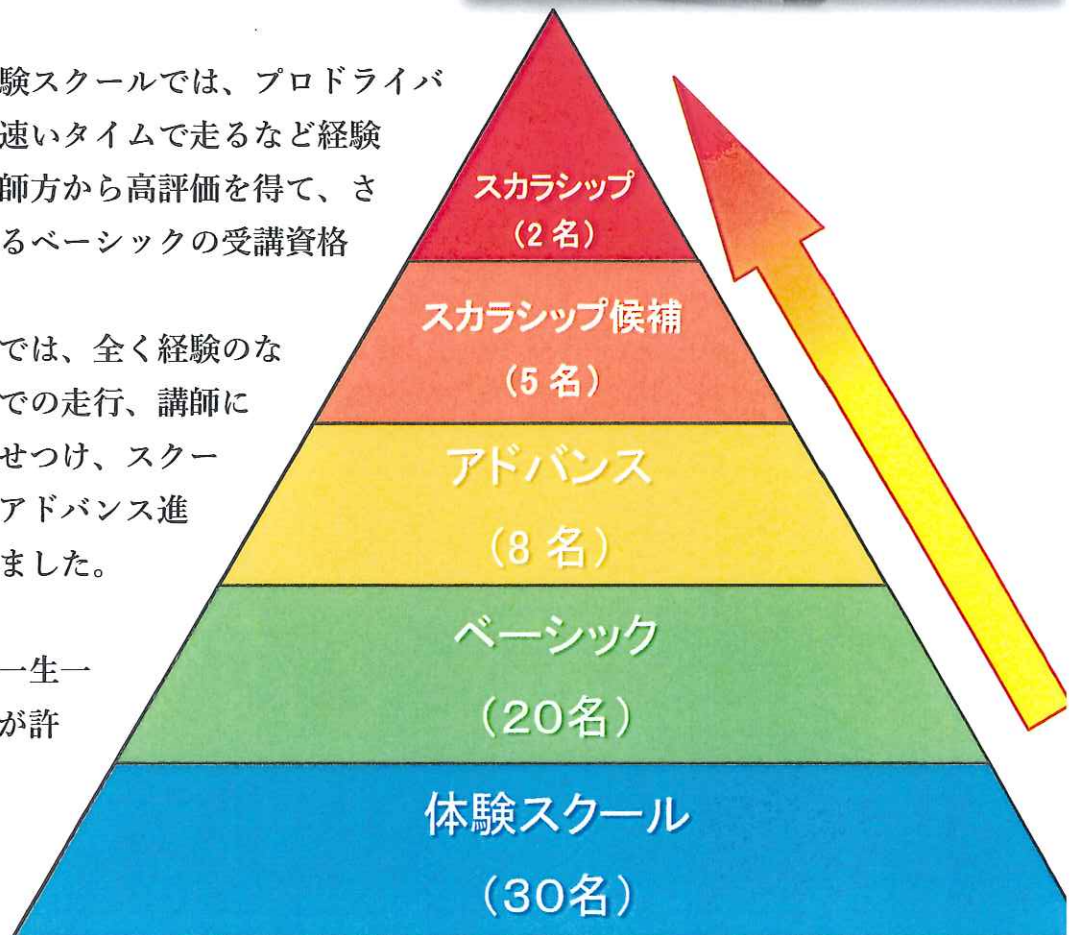 験スクールでは、プロドライバ
速いタイムで走るなど経験
師方から高評価を得て、さ
るベーシックの受講資格
では、全く経験のな
での走行、講師に
せつけ、スクー
アドバンス進
ました。
一生一
が許
スカラシップ
（2 名）
スカラシップ候補
（5 名）
アドバンス
（8 名）
ベーシック
（20名）
体験スクール
（30名）